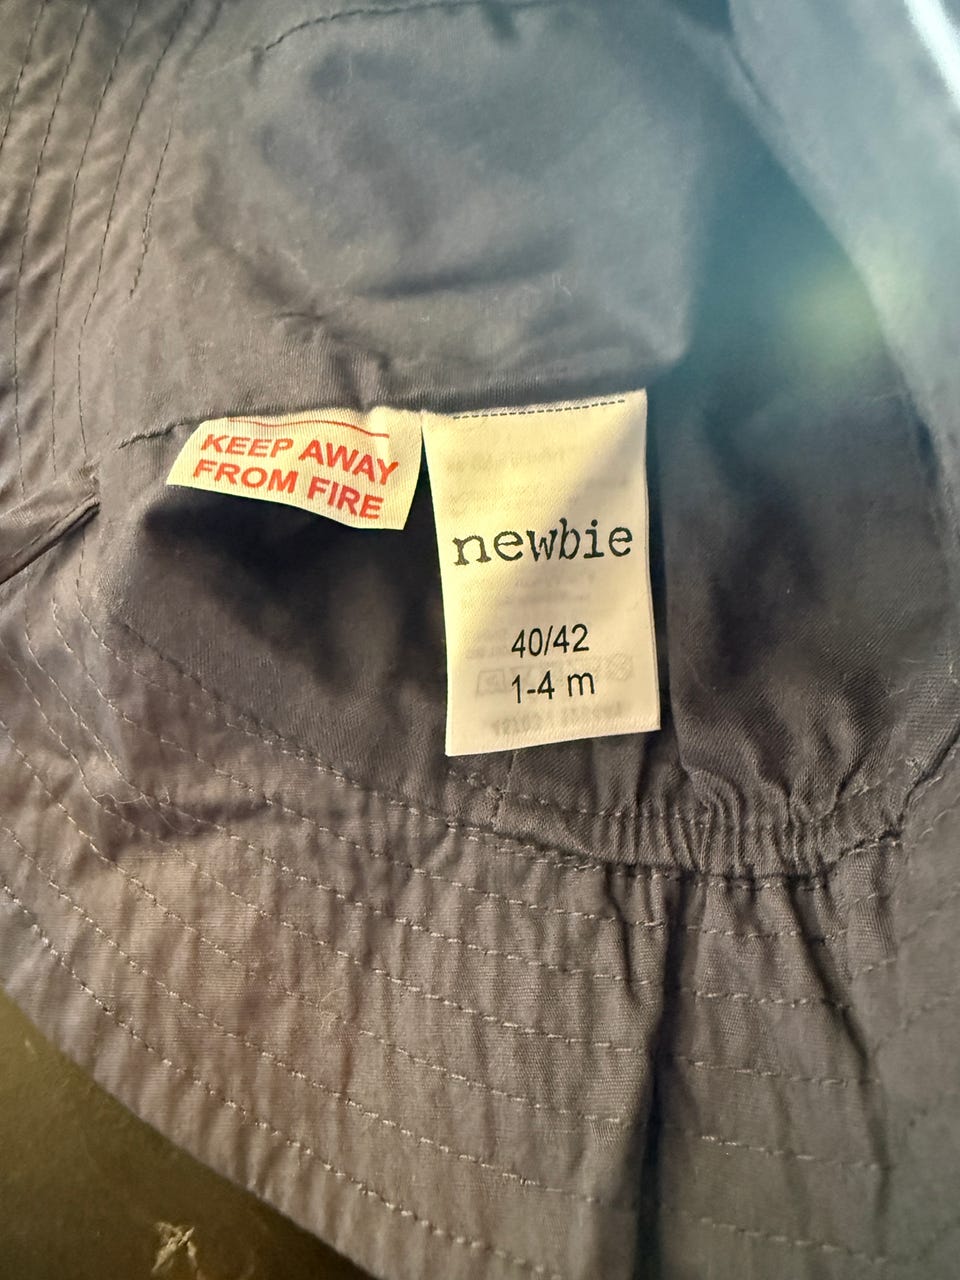 KEEP AWAY
FROM FIRE
newbie
40/42
1-4 m